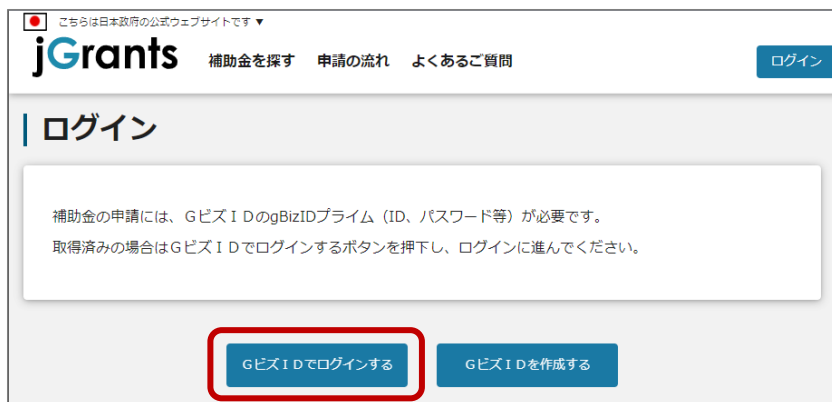 こちらは日本政府の公式ウェブサイトです ▼
jGrants 補助金を探す 申請の流れ よくあるご質問 ログイン
ログイン
補助金の申請には、ＧビズＩＤのgBizIDプライム（ID、パスワード等）が必要です。
取得済みの場合はＧビズＩＤでログインするボタンを押下し、ログインに進んでください。
GビズＩＤでログインする GビズＩＤを作成する